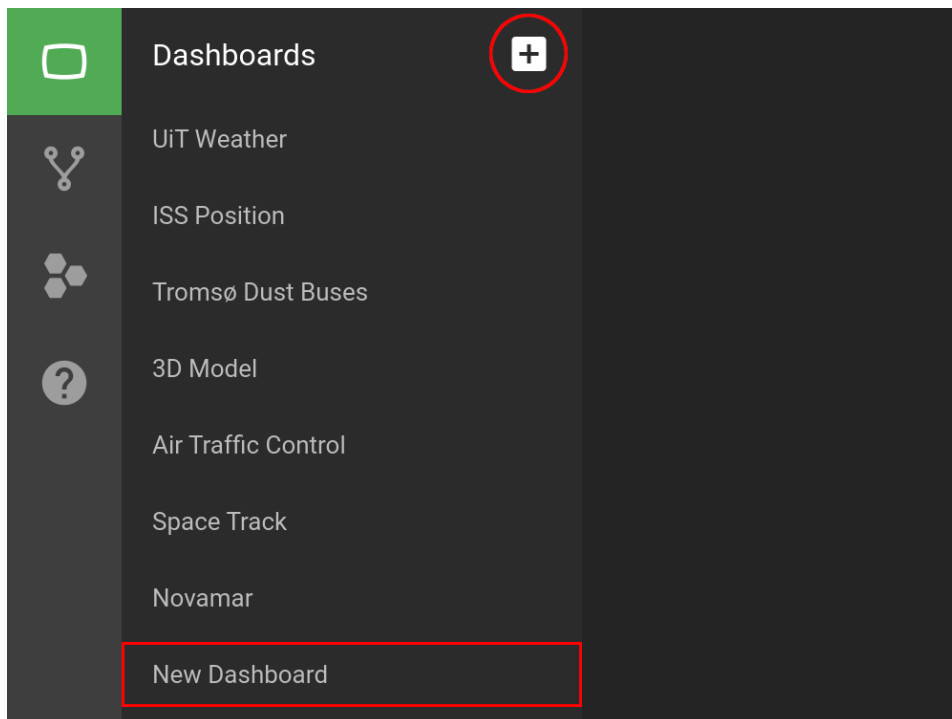 Dashboards
UiT Weather
ISS Position
Tromsø Dust Buses
3D Model
Air Traffic Control
Space Track
Novamar
New Dashboard